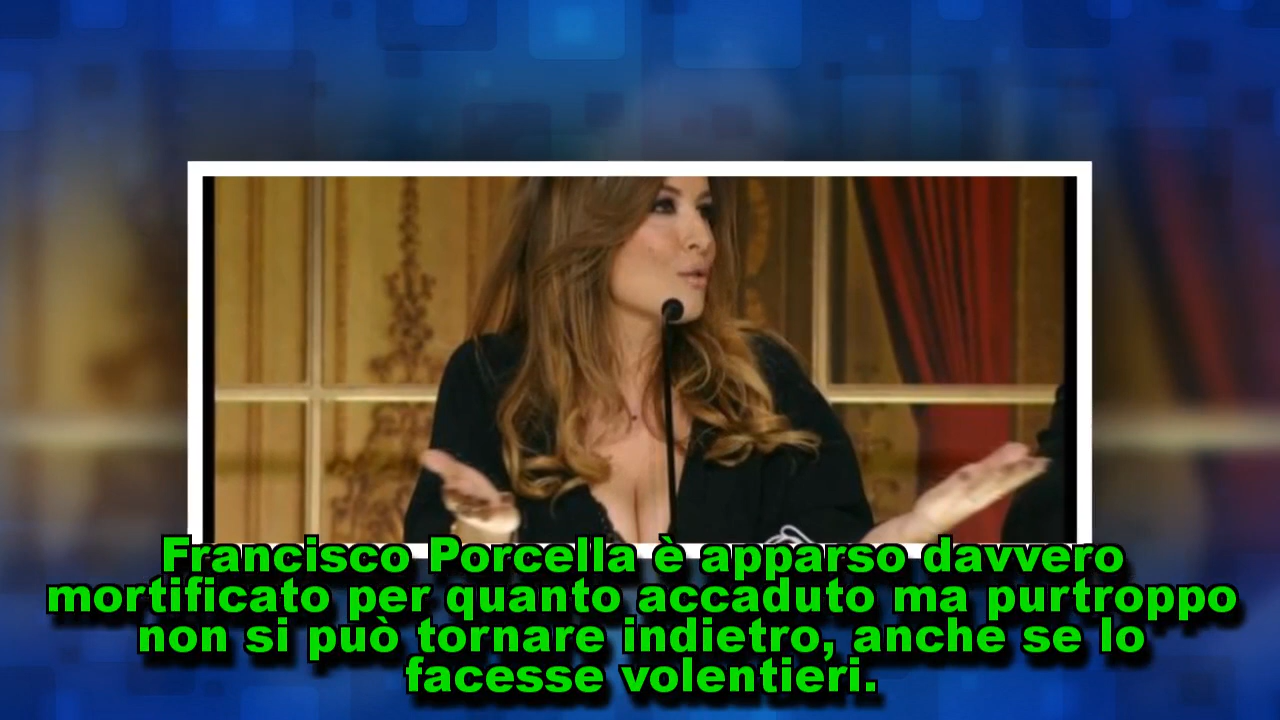 Francisco Porcella è apparso davvero
mortificato per quanto accaduto ma purtroppo
non si può tornare indietro, anche se lo
facesse volentieri.